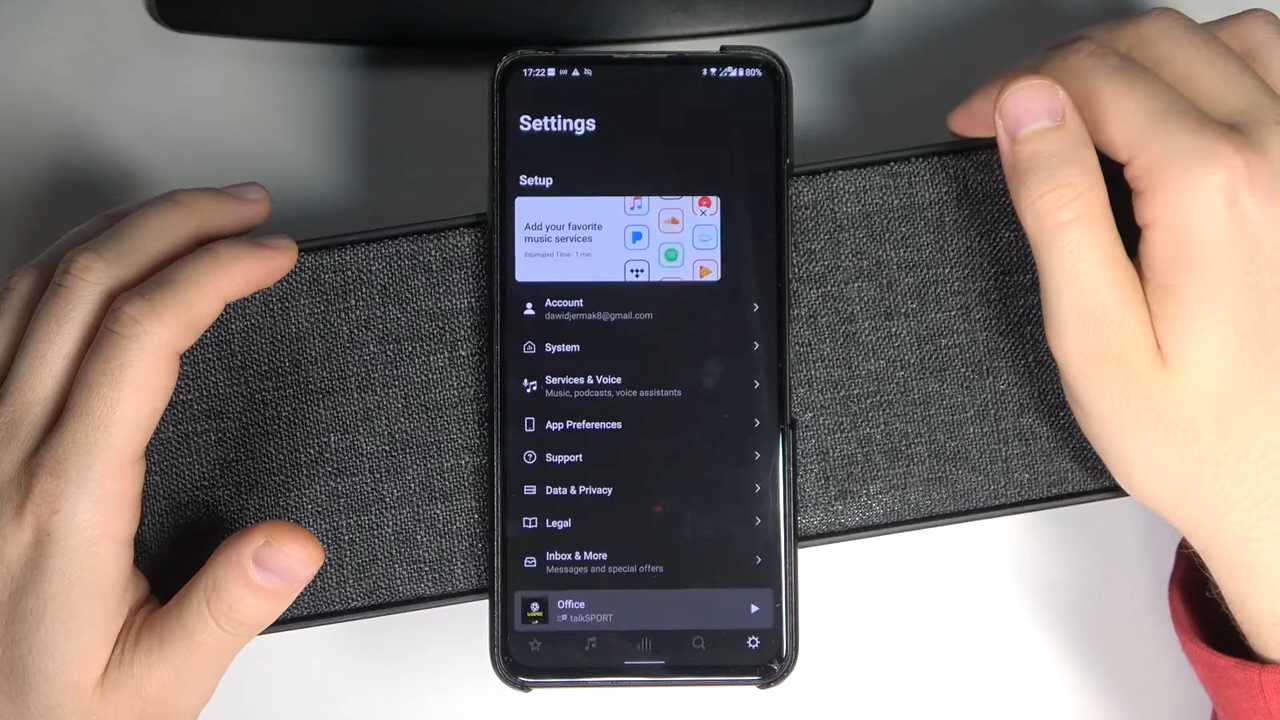 17:22
80%
Settings
Setup
Add your favorite
music services
Estimated Time · 1 min
Account
dawidjermak8@gmail.com
System
Services & Voice
Music, podcasts, voice assistants
App Preferences
Support
Data & Privacy
Legal
Inbox & More
Messages and special offers
Office
talkSPORT